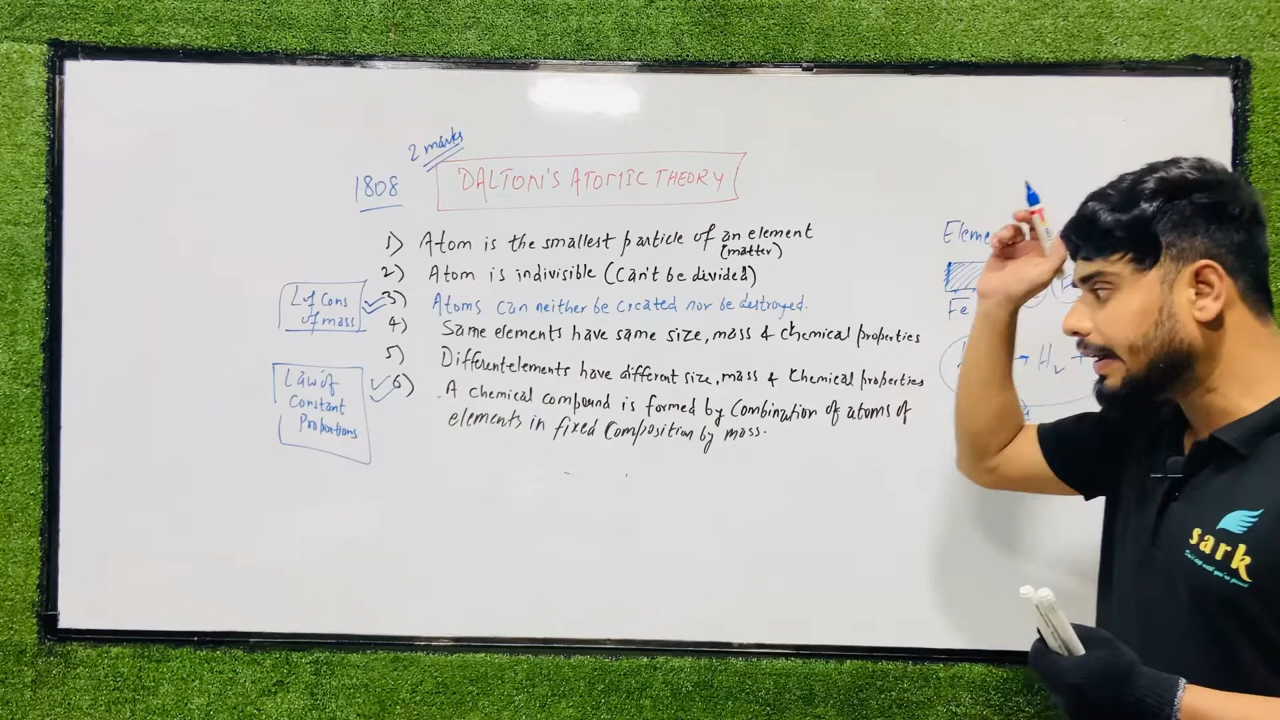 2 marks
1808
DALTON'S ATOMIC THEORY
1) Atom is the smallest particle of an element
(matter)
2) Atom is indivisible (Can't be divided)
3) Atoms can neither be created nor be destroyed.
L of Cons
of mass
4) Same elements have same size, mass & Chemical properties
5) Different elements have different size, mass & Chemical properties
6) A chemical compound is formed by Combination of atoms of
elements in fixed Composition by mass.
Law of
Constant
Proportions
Eleme
Fe
→ H2 +
sark